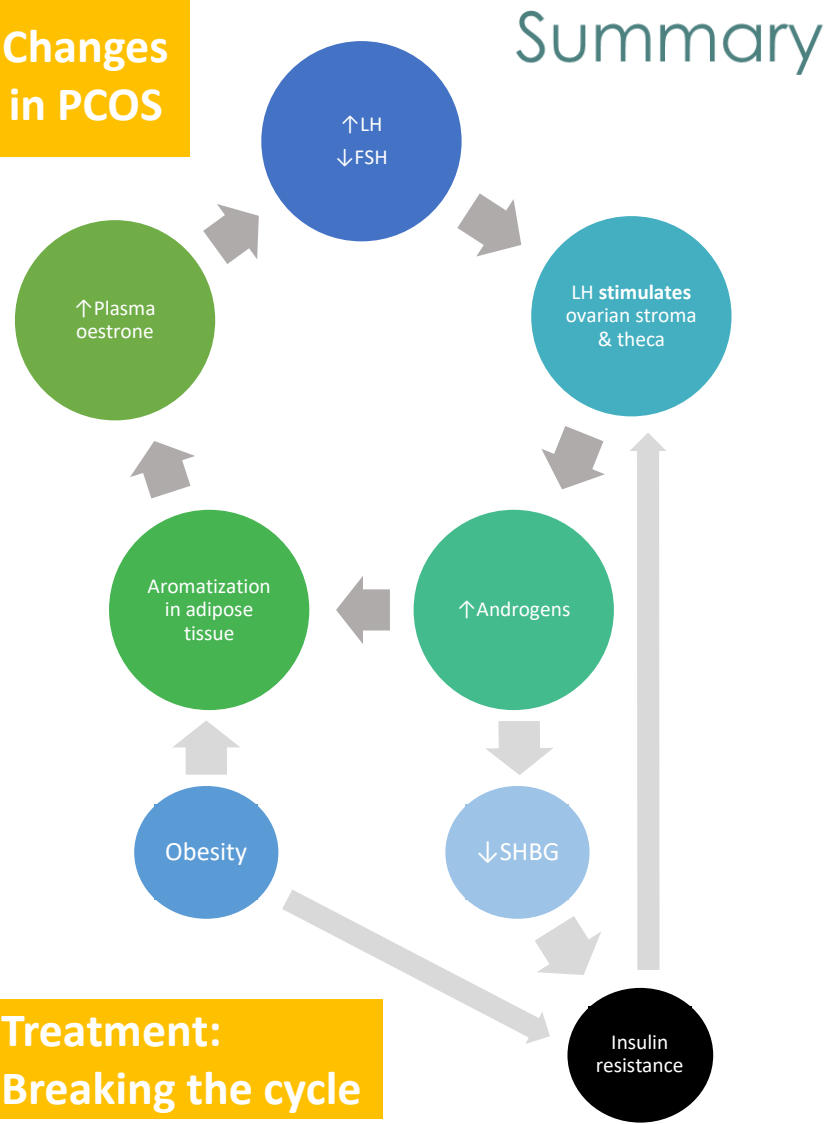 Changes
in PCOS
Summary
↑LH
↓FSH
↑Plasma
oestrone
LH stimulates
ovarian stroma
& theca
Aromatization
in adipose
tissue
↑Androgens
Obesity
↓SHBG
Treatment:
Breaking the cycle
Insulin
resistance